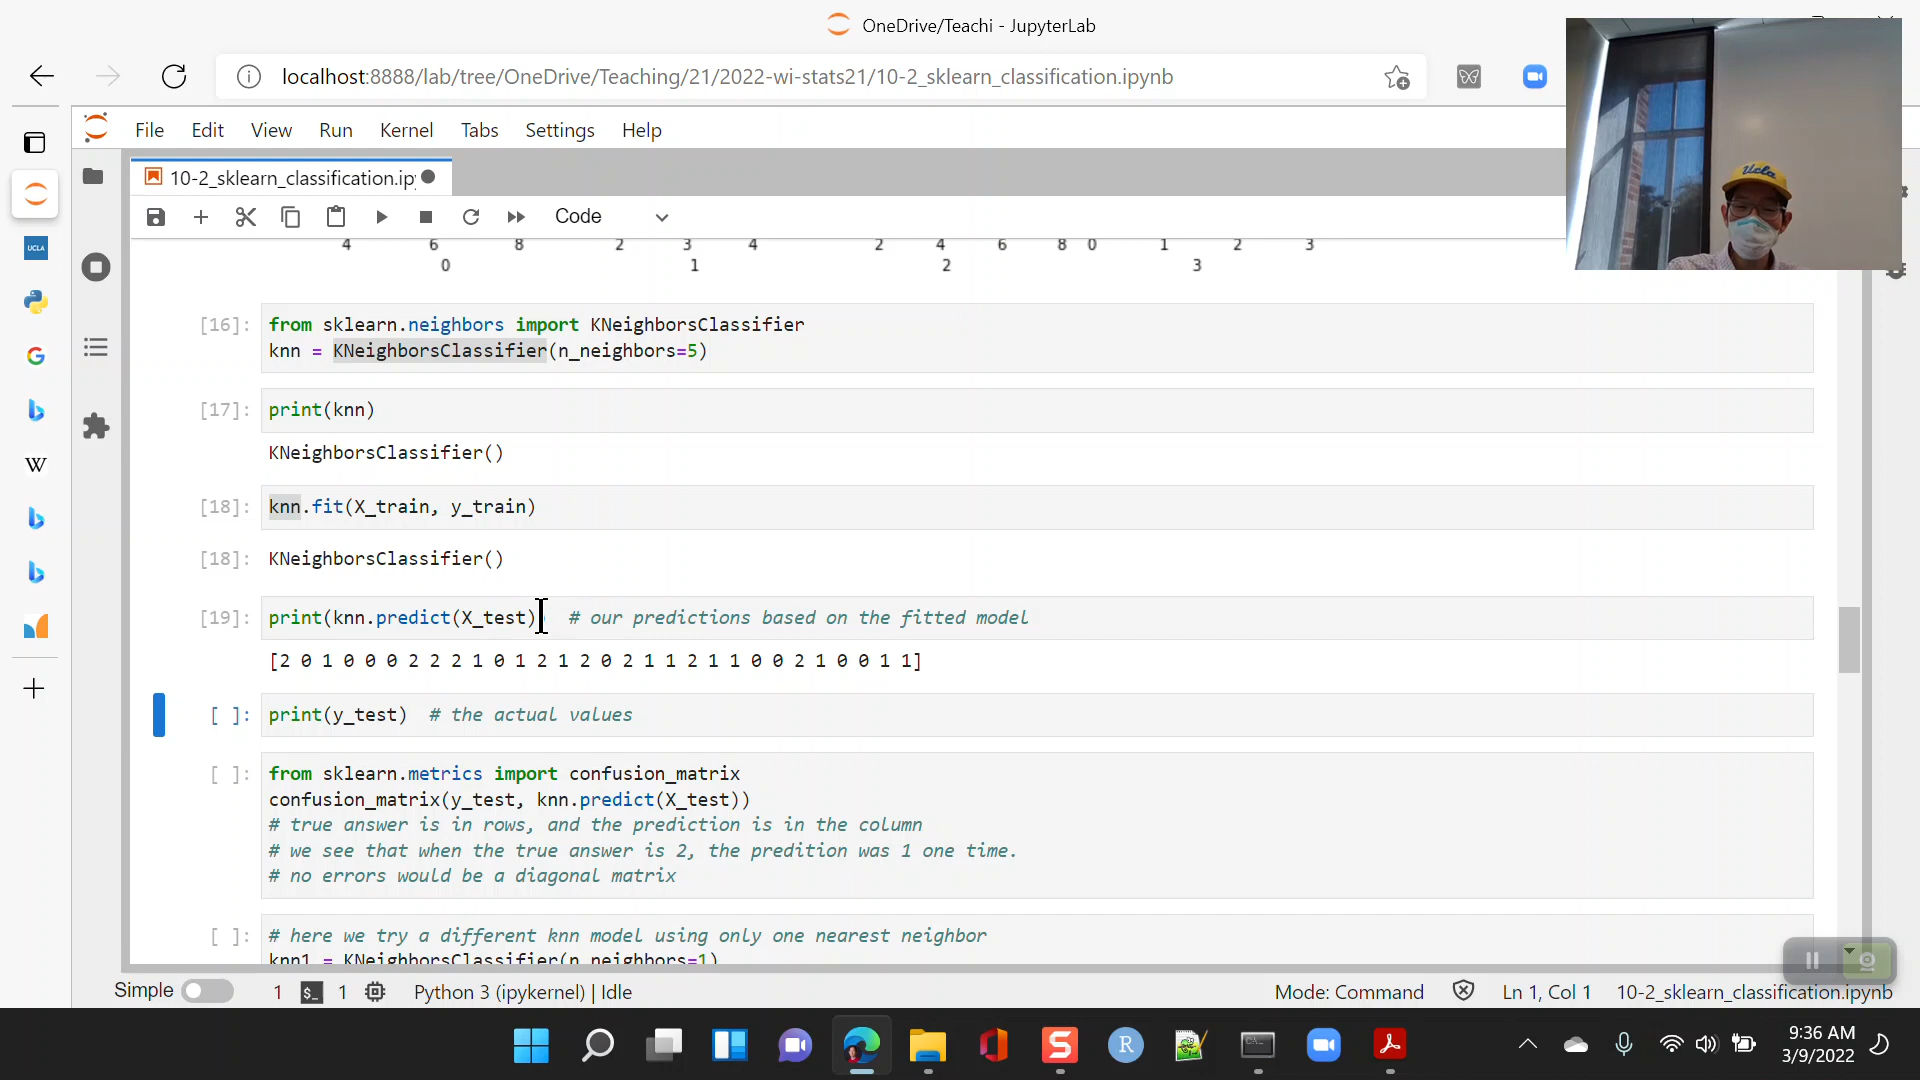 OneDrive/Teachi - JupyterLab
localhost:8888/lab/tree/OneDrive/Teaching/21/2022-wi-stats21/10-2_sklearn_classification.ipynb
File Edit View Run Kernel Tabs Settings Help
10-2_sklearn_classification.ipy
Code
4 6 8 2 3 4 2 4 6 8 0 1 2 3
0 1 2 3
[16]: from sklearn.neighbors import KNeighborsClassifier
knn = KNeighborsClassifier(n_neighbors=5)
[17]: print(knn)
KNeighborsClassifier()
[18]: knn.fit(X_train, y_train)
[18]: KNeighborsClassifier()
[19]: print(knn.predict(X_test) # our predictions based on the fitted model
[2 0 1 0 0 0 2 2 2 1 0 1 2 1 2 0 2 1 1 2 1 1 0 0 2 1 0 0 1 1]
[ ]: print(y_test) # the actual values
[ ]: from sklearn.metrics import confusion_matrix
confusion_matrix(y_test, knn.predict(X_test))
# true answer is in rows, and the prediction is in the column
# we see that when the true answer is 2, the predition was 1 one time.
# no errors would be a diagonal matrix
[ ]: # here we try a different knn model using only one nearest neighbor
knn1 = KNeighborsClassifier(n_neighbors=1)
Simple 1 1 Python 3 (ipykernel) | Idle Mode: Command Ln 1, Col 1 10-2_sklearn_classification.ipynb
9:36 AM
3/9/2022
UCLA
W
Ucla
R